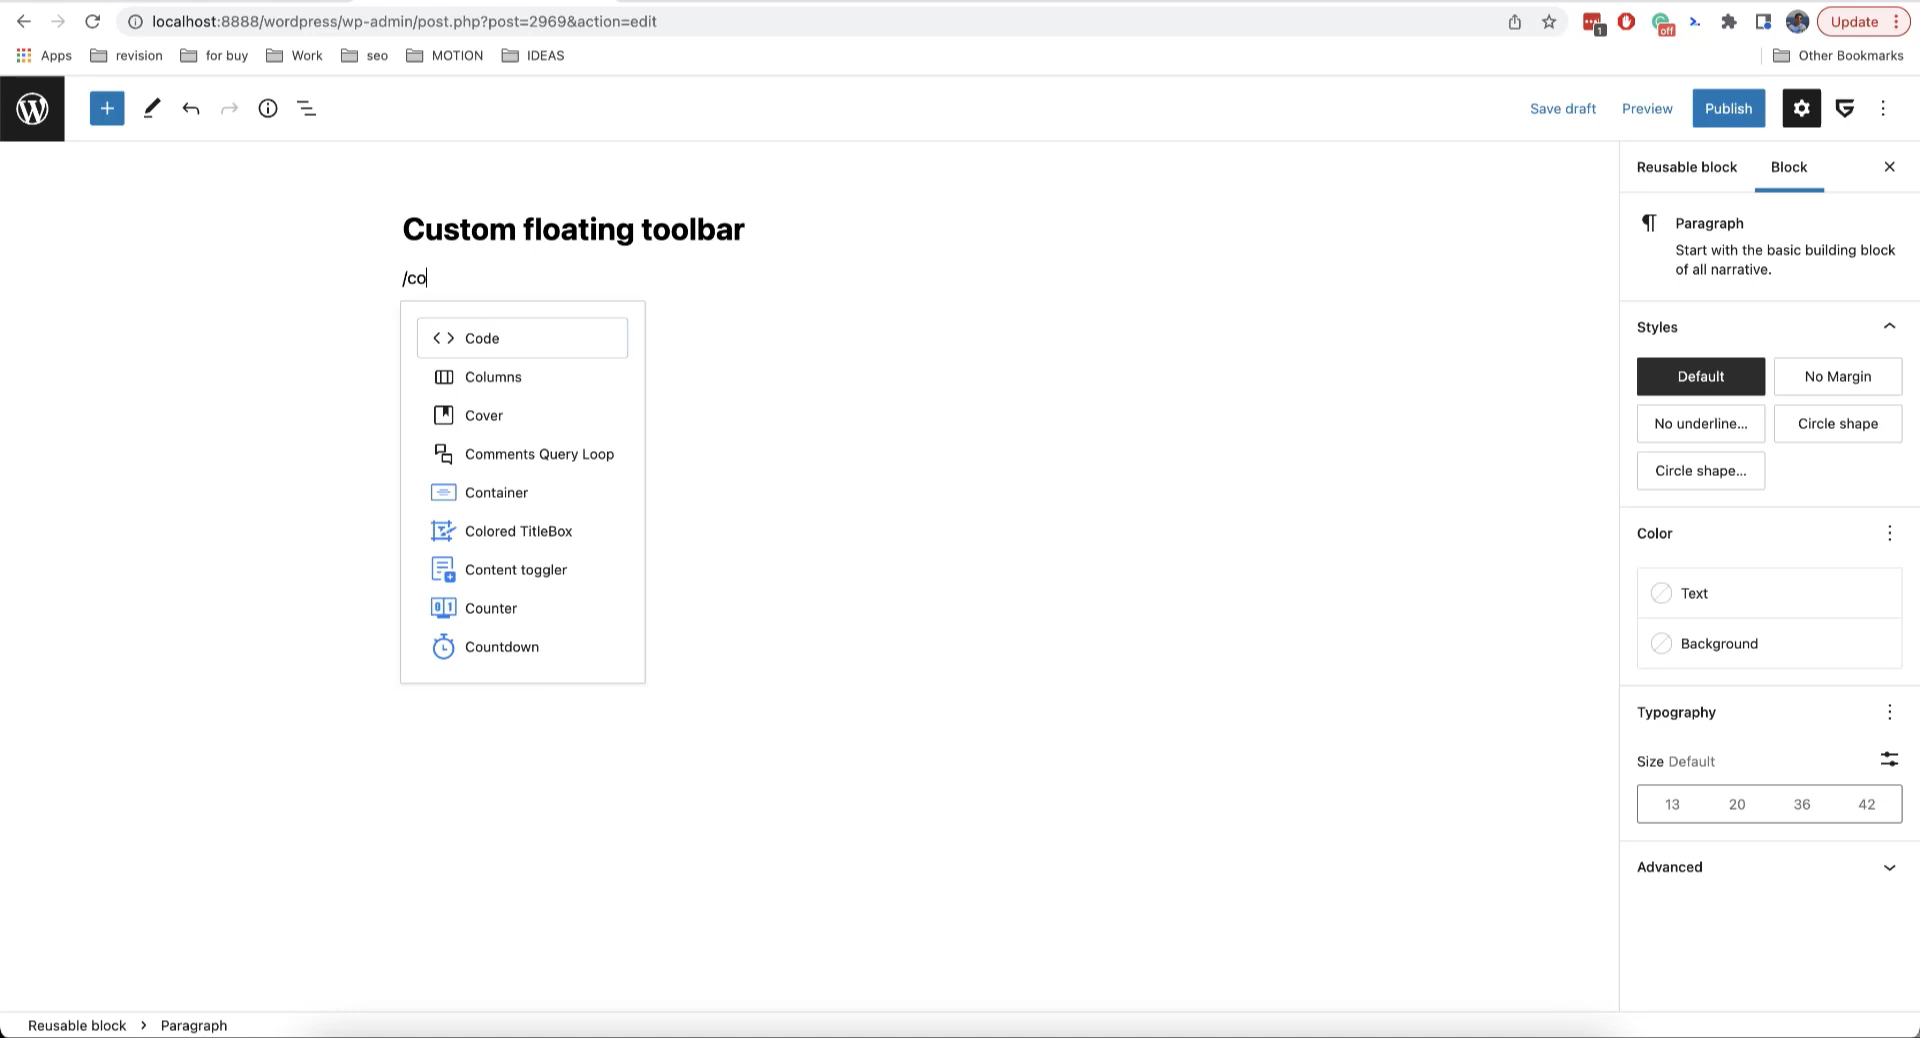 localhost:8888/wordpress/wp-admin/post.php?post=2969&action=edit
1
off
Update
Apps
revision
for buy
Work
seo
MOTION
IDEAS
Other Bookmarks
Save draft
Preview
Publish
Reusable block
Block
Custom floating toolbar
/co
Code
Columns
Cover
Comments Query Loop
Container
Colored TitleBox
Content toggler
Counter
Countdown
Paragraph
Start with the basic building block
of all narrative.
Styles
Default
No Margin
No underline...
Circle shape
Circle shape...
Color
Text
Background
Typography
Size Default
13 20 36 42
Advanced
Reusable block > Paragraph